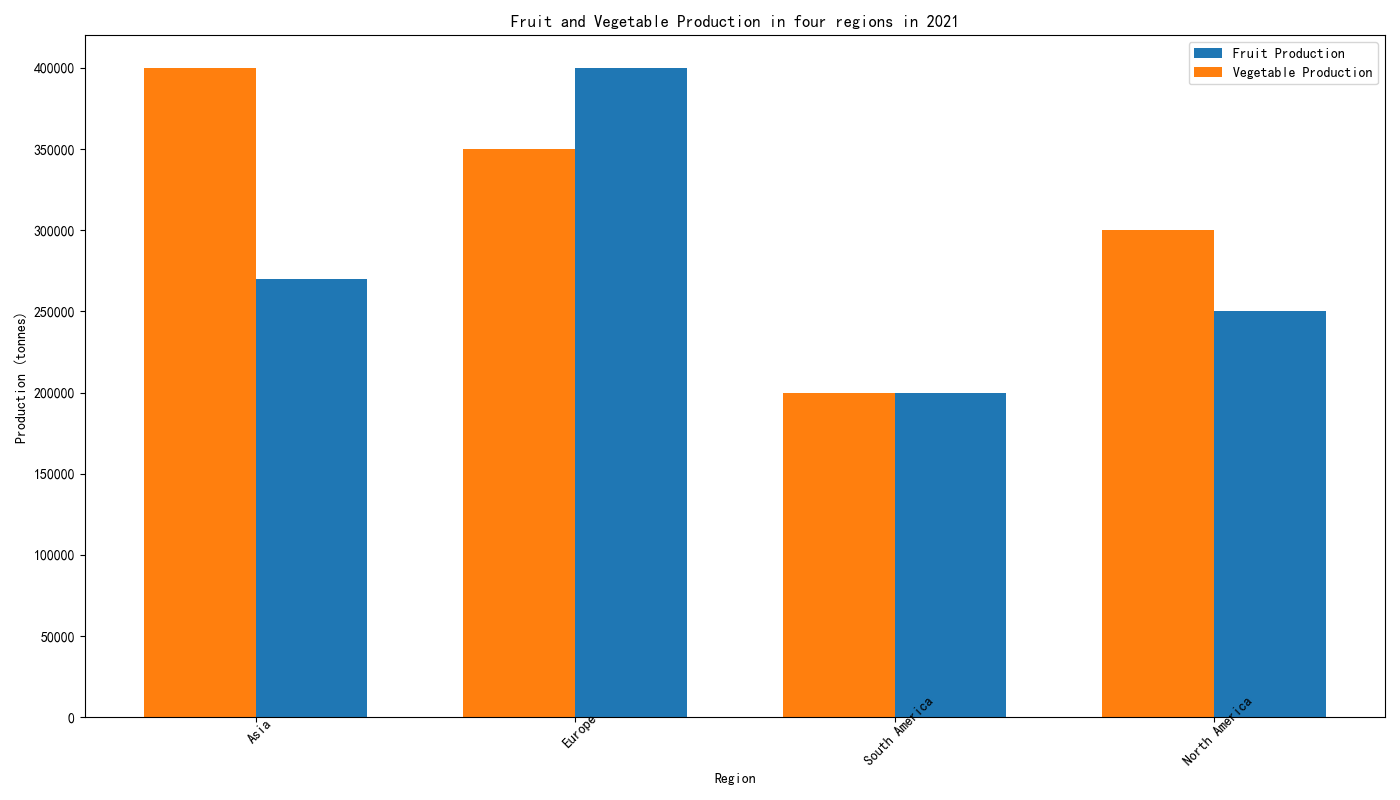 Fruit and Vegetable Production in four regions in 2021
Fruit Production
Vegetable Production
Production (tonnes)
400000
350000
300000
250000
200000
150000
100000
50000
0
Asia
Europe
South America
North America
Region